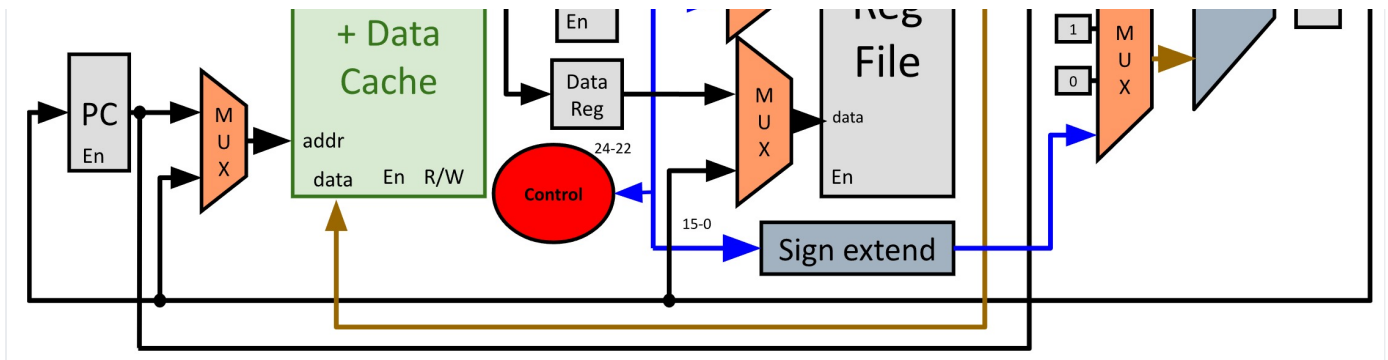 + Data
Cache
addr
data
En
R/W
PC
En
M
U
X
En
Data
Reg
Control
24-22
15-0
M
U
X
Reg
File
data
En
Sign extend
1
0
M
U
X